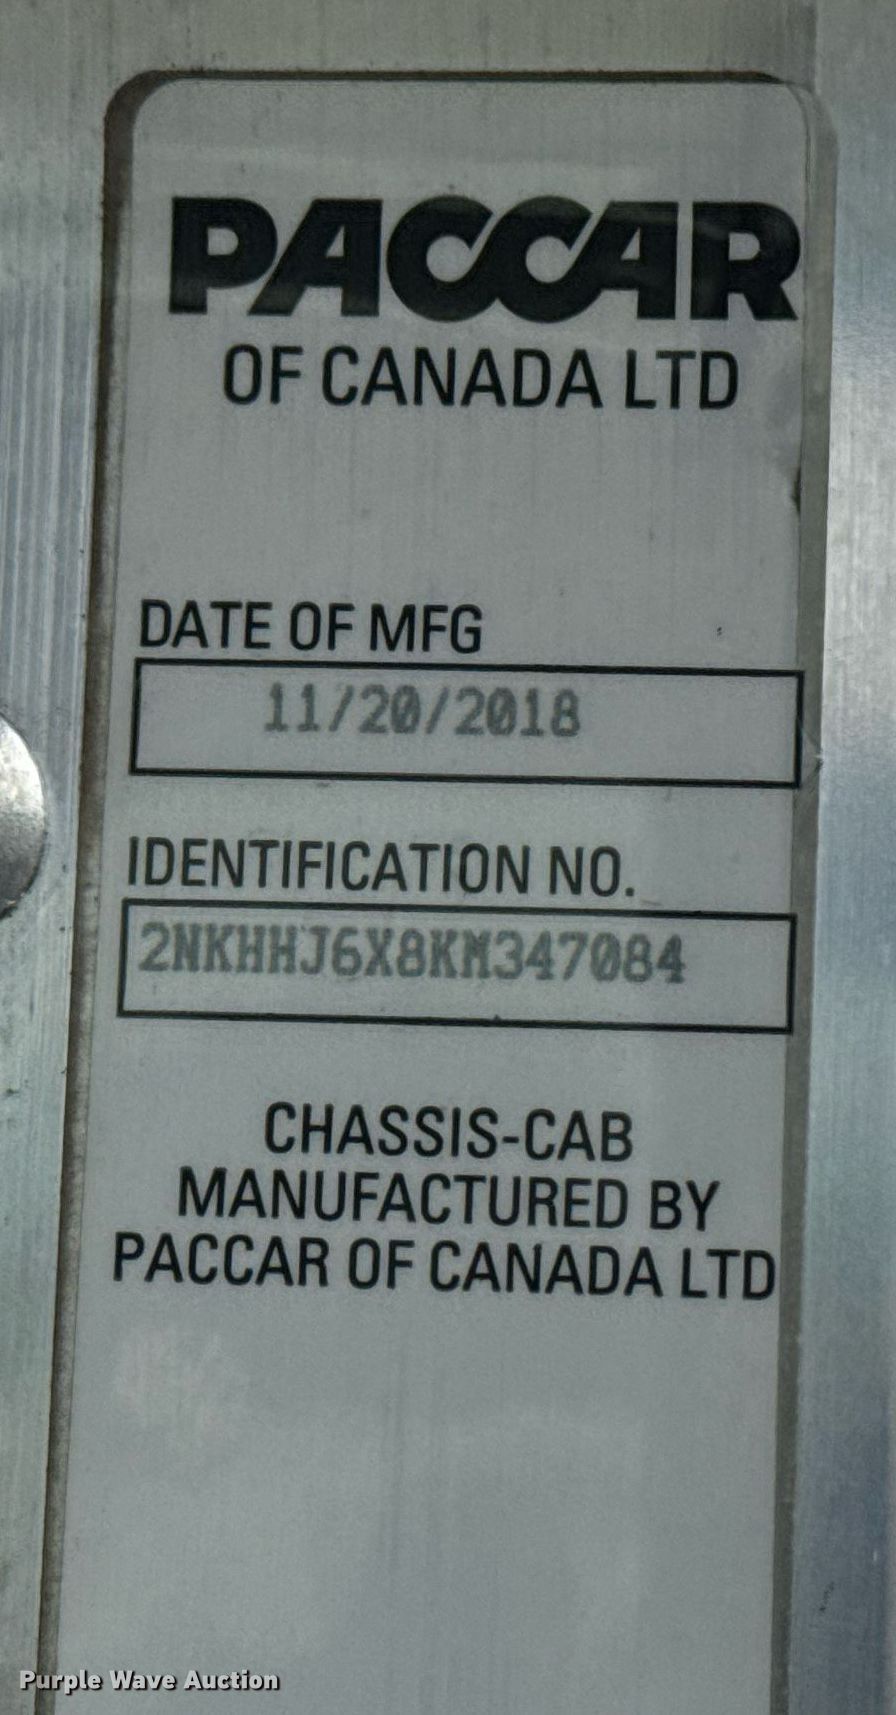 PACCAR
OF CANADA LTD
DATE OF MFG
11/20/2018
IDENTIFICATION NO.
2NKHHJ6X8KM347084
CHASSIS-CAB
MANUFACTURED BY
PACCAR OF CANADA LTD
Purple Wave Auction